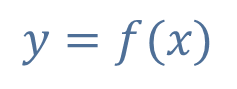 y = f(x)